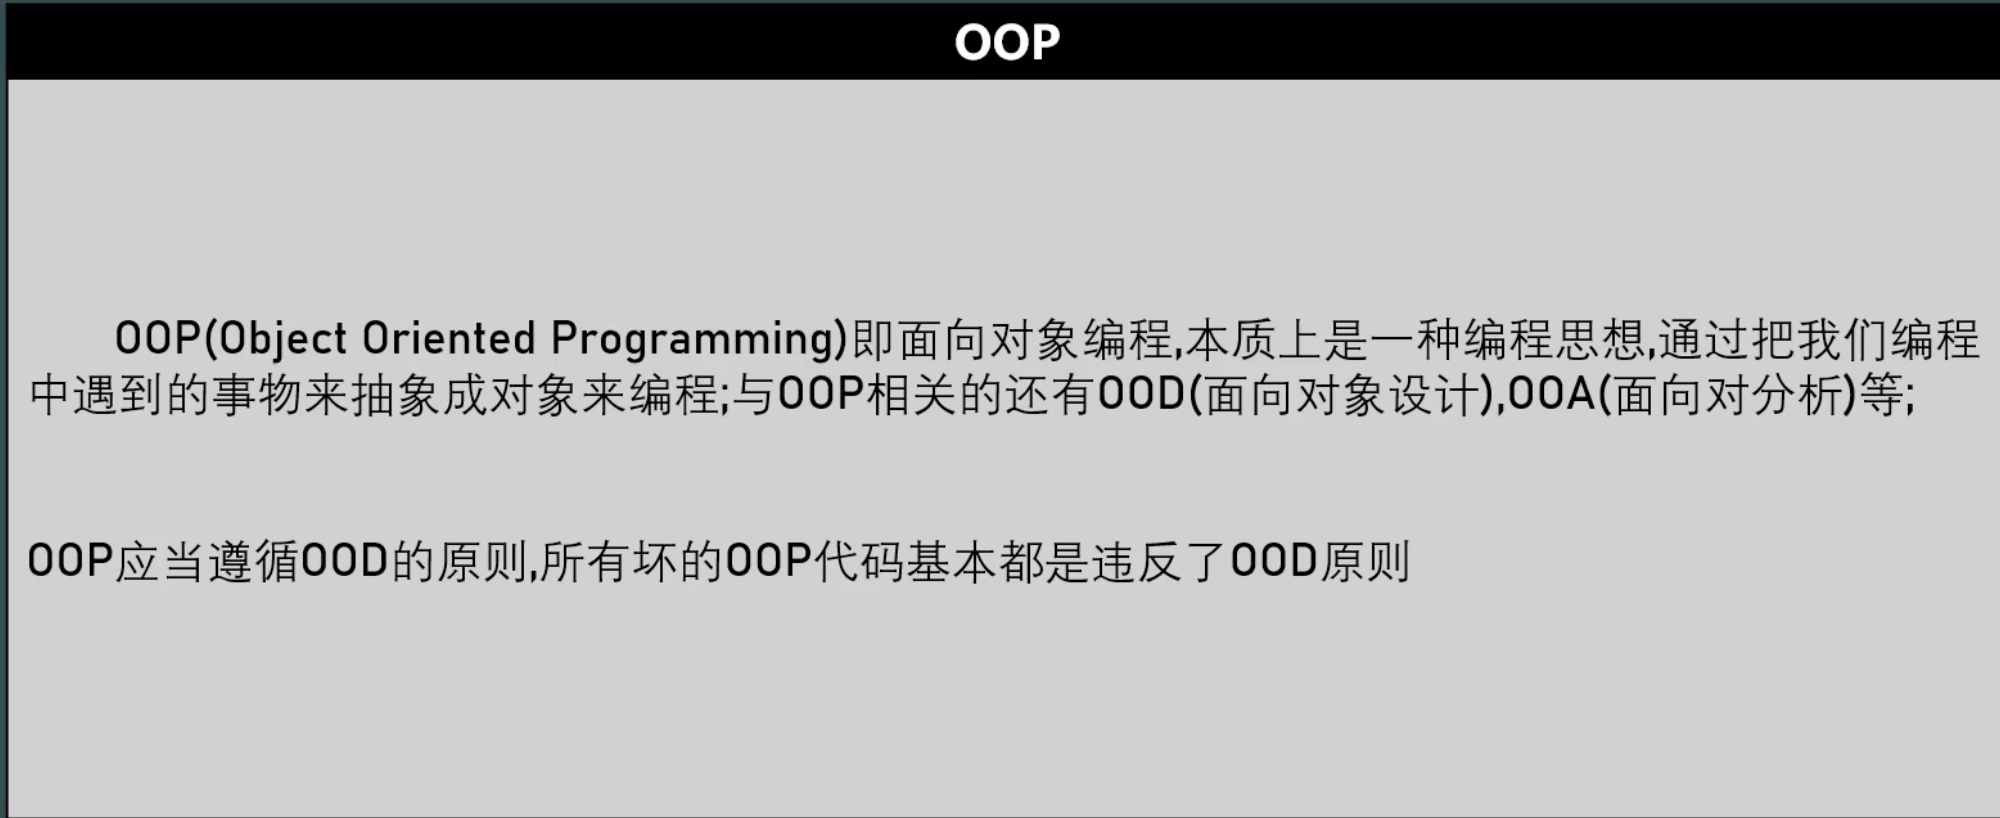 OOP
OOP(Object Oriented Programming)即面向对象编程,本质上是一种编程思想,通过把我们编程
中遇到的事物来抽象成对象来编程;与OOP相关的还有OOD(面向对象设计),OOA(面向对分析)等;
OOP应当遵循OOD的原则,所有坏的OOP代码基本都是违反了OOD原则